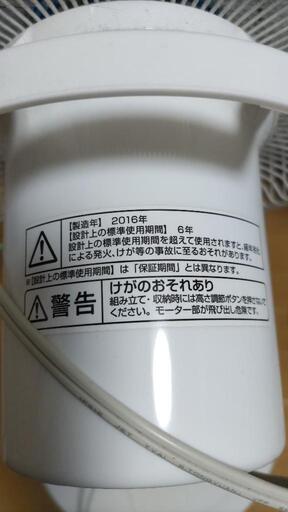 【製造年】2016年
【設計上の標準使用期間】 6年
設計上の標準使用期間を超えて使用されますと、経年劣化
による発火、けが等の事故に至るおそれがあります。
※【設計上の標準使用期間】は「保証期間」とは異なります。
警告
けがのおそれあり
組み立て・収納時には高さ調節ボタンを押さないで
ください。モーター部が飛び出し危険です。